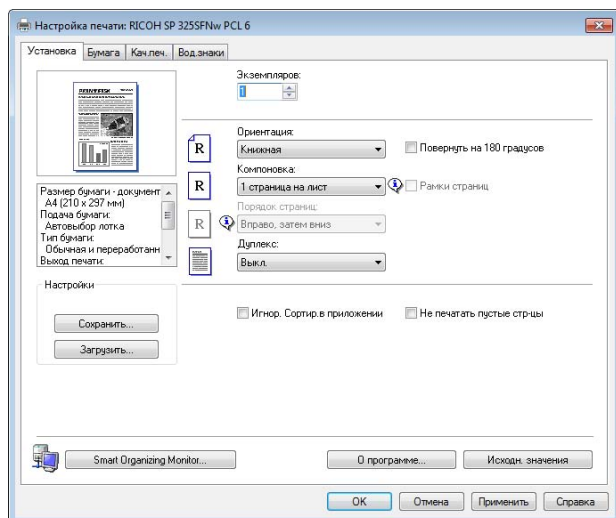 Настройка печати: RICOH SP 325SFNw PCL 6
Установка Бумага Кач.печ. Вод.знаки
Экземпляров:
1
Ориентация:
R Книжная Повернуть на 180 градусов
Компоновка:
R 1 страница на лист Рамки страниц
Порядок страниц:
R Вправо, затем вниз
Дуплекс:
Выкл.
Размер бумаги - документ
A4 (210 x 297 мм)
Подача бумаги:
Автовыбор лотка
Тип бумаги:
Обычная и переработанн
Выход печати:
Настройки
Сохранить...
Загрузить...
Игнор. Сортир.в приложении Не печатать пустые стр-цы
Smart Organizing Monitor... О программе... Исходн. значения
OK Отмена Применить Справка